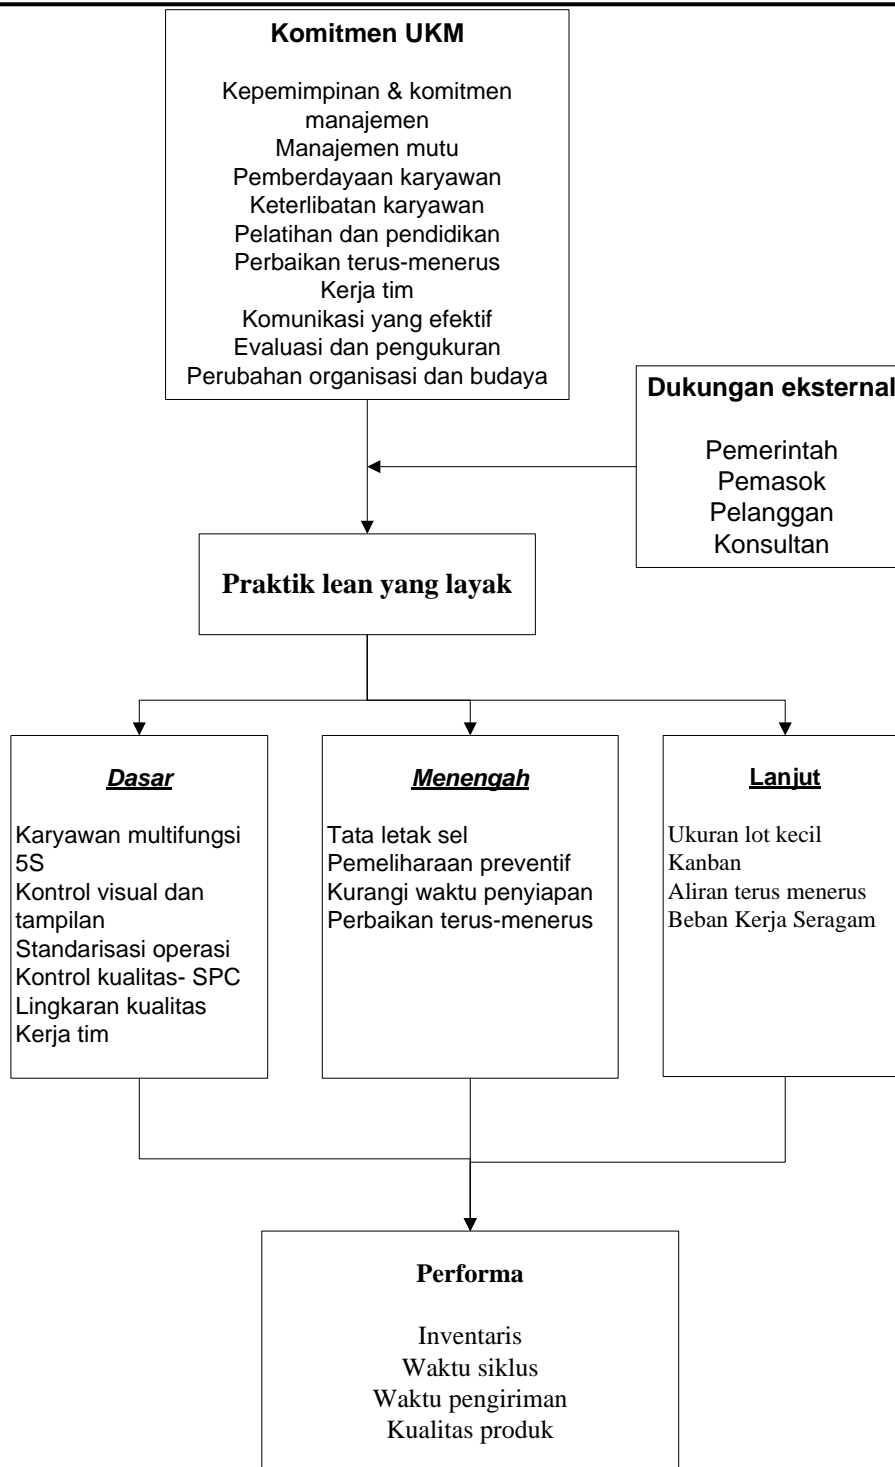 Komitmen UKM
Kepemimpinan & komitmen
manajemen
Manajemen mutu
Pemberdayaan karyawan
Keterlibatan karyawan
Pelatihan dan pendidikan
Perbaikan terus-menerus
Kerja tim
Komunikasi yang efektif
Evaluasi dan pengukuran
Perubahan organisasi dan budaya
Dukungan eksternal
Pemerintah
Pemasok
Pelanggan
Konsultan
Praktik lean yang layak
Dasar
Karyawan multifungsi
5S
Kontrol visual dan
tampilan
Standarisasi operasi
Kontrol kualitas- SPC
Lingkaran kualitas
Kerja tim
Menengah
Tata letak sel
Pemeliharaan preventif
Kurangi waktu penyiapan
Perbaikan terus-menerus
Lanjut
Ukuran lot kecil
Kanban
Aliran terus menerus
Beban Kerja Seragam
Performa
Inventaris
Waktu siklus
Waktu pengiriman
Kualitas produk